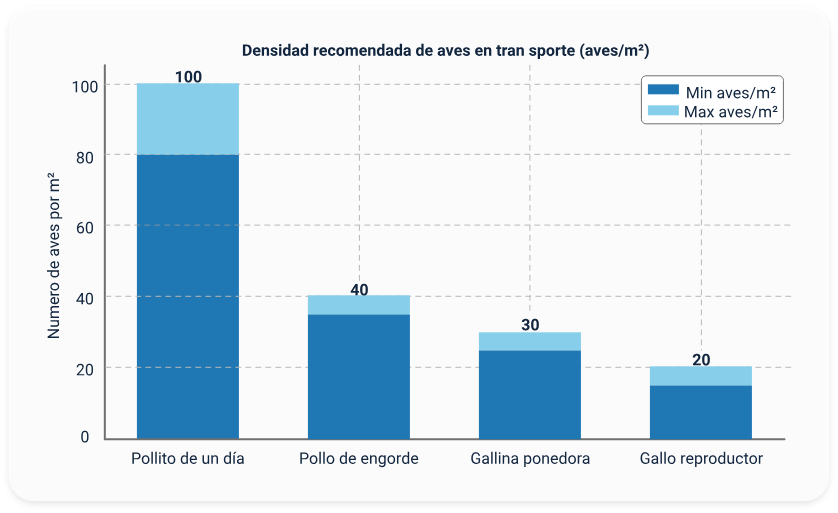 Densidad recomendada de aves en tran sporte (aves/m²)
Min aves/m²
Max aves/m²
Numero de aves por m²
100
80
60
40
20
0
100
40
30
20
Pollito de un día
Pollo de engorde
Gallina ponedora
Gallo reproductor